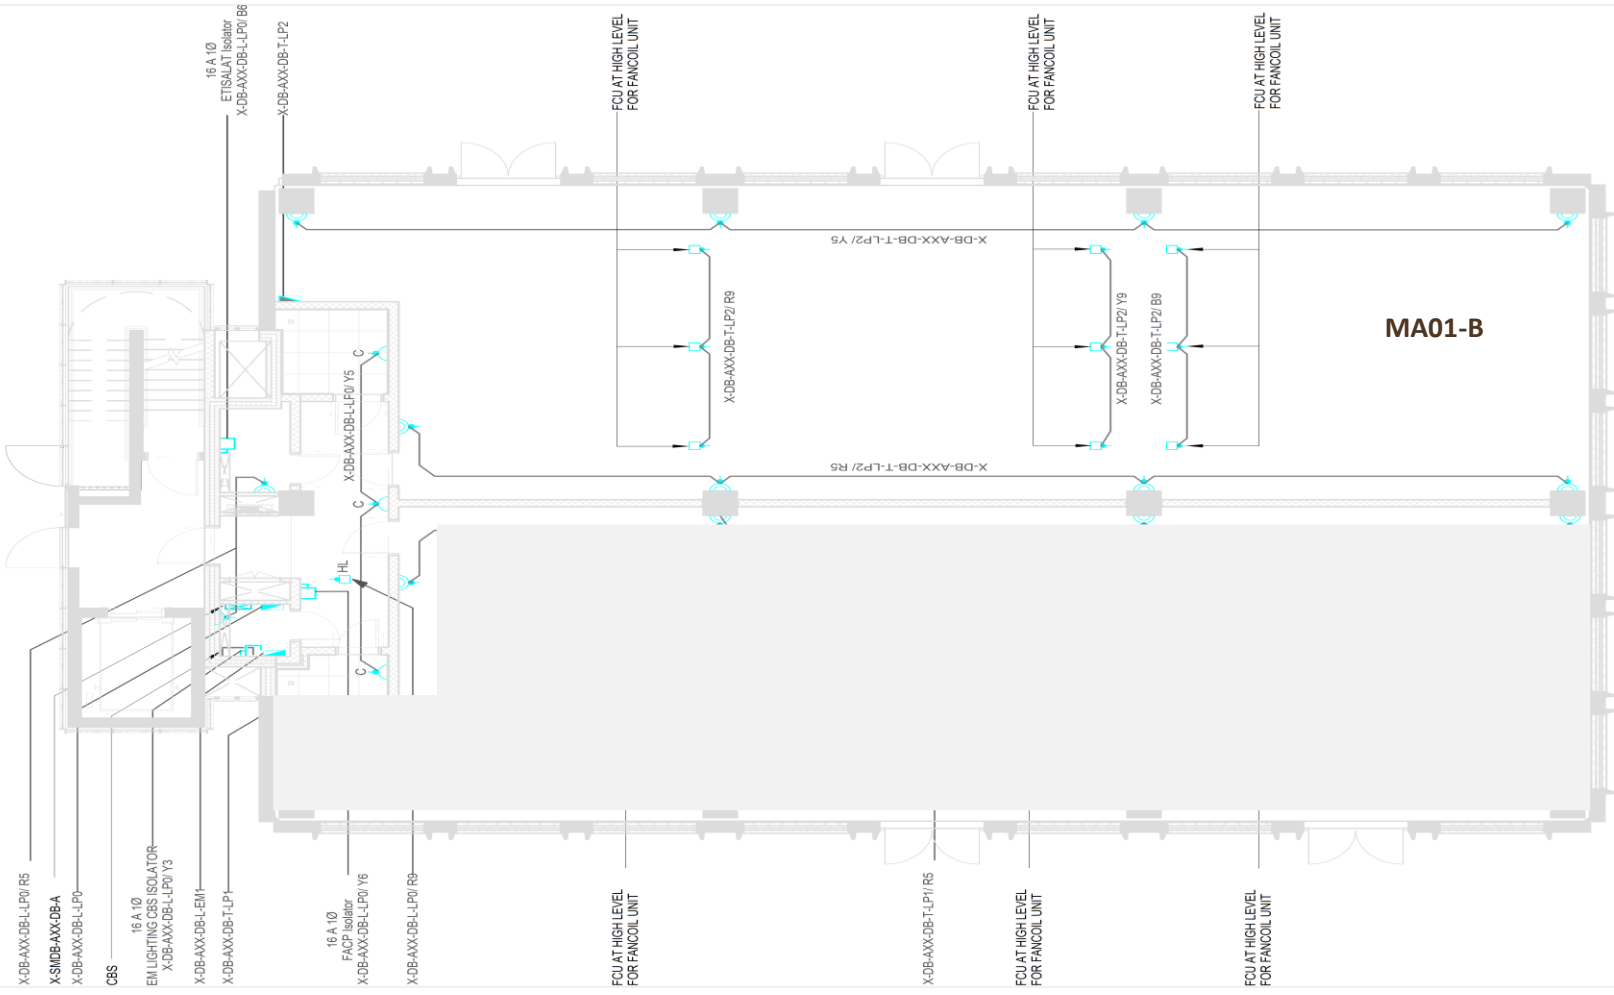 16 A 1Ø
ETISALAT Isolator
X-DB-AXX-DB-L-LP0/ B6
X-DB-AXX-DB-T-LP2
FCU AT HIGH LEVEL
FOR FANCOIL UNIT
FCU AT HIGH LEVEL
FOR FANCOIL UNIT
FCU AT HIGH LEVEL
FOR FANCOIL UNIT
X-DB-AXX-DB-T-LP2/ Y5
X-DB-AXX-DB-T-LP2/ R9
X-DB-AXX-DB-T-LP2/ Y9
X-DB-AXX-DB-T-LP2/ B9
MA01-B
C
X-DB-AXX-DB-L-LP0/ Y5
X-DB-AXX-DB-T-LP2/ R5
C
HL
C
X-DB-AXX-DB-L-LP0/ R5
X-SMDB-AXX-DB-A
X-DB-AXX-DB-L-LP0
CBS
16 A 1Ø
EM LIGHTING CBS ISOLATOR
X-DB-AXX-DB-L-LP0/ Y3
X-DB-AXX-DB-L-EM1
X-DB-AXX-DB-T-LP1
16 A 1Ø
FACP Isolator
X-DB-AXX-DB-L-LP0/ Y6
X-DB-AXX-DB-L-LP0/ R9
FCU AT HIGH LEVEL
FOR FANCOIL UNIT
X-DB-AXX-DB-T-LP1/ R5
FCU AT HIGH LEVEL
FOR FANCOIL UNIT
FCU AT HIGH LEVEL
FOR FANCOIL UNIT